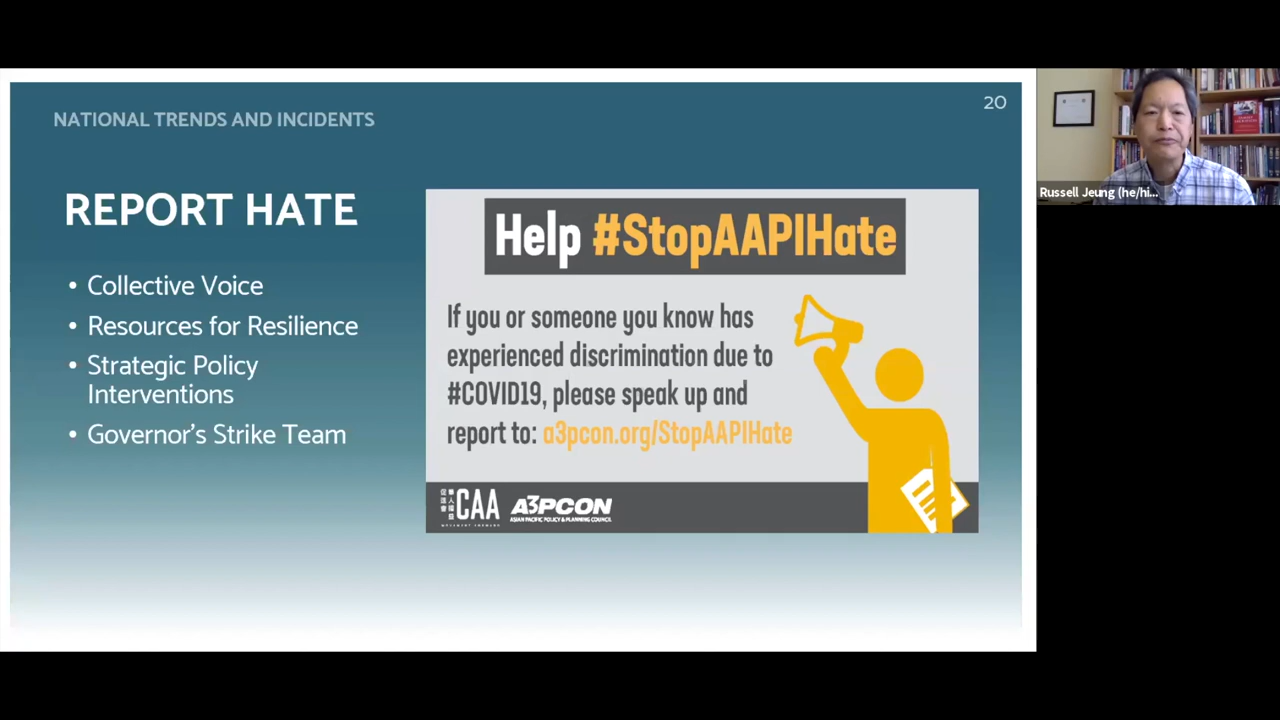 NATIONAL TRENDS AND INCIDENTS
20
REPORT HATE
• Collective Voice
• Resources for Resilience
• Strategic Policy
Interventions
• Governor's Strike Team
Help #StopAAPIHate
If you or someone you know has
experienced discrimination due to
#COVID19, please speak up and
report to: a3pcon.org/StopAAPIHate
CAA
A3PCON
ASIAN PACIFIC POLICY & PLANNING COUNCIL
Russell Jeung (he/hi...